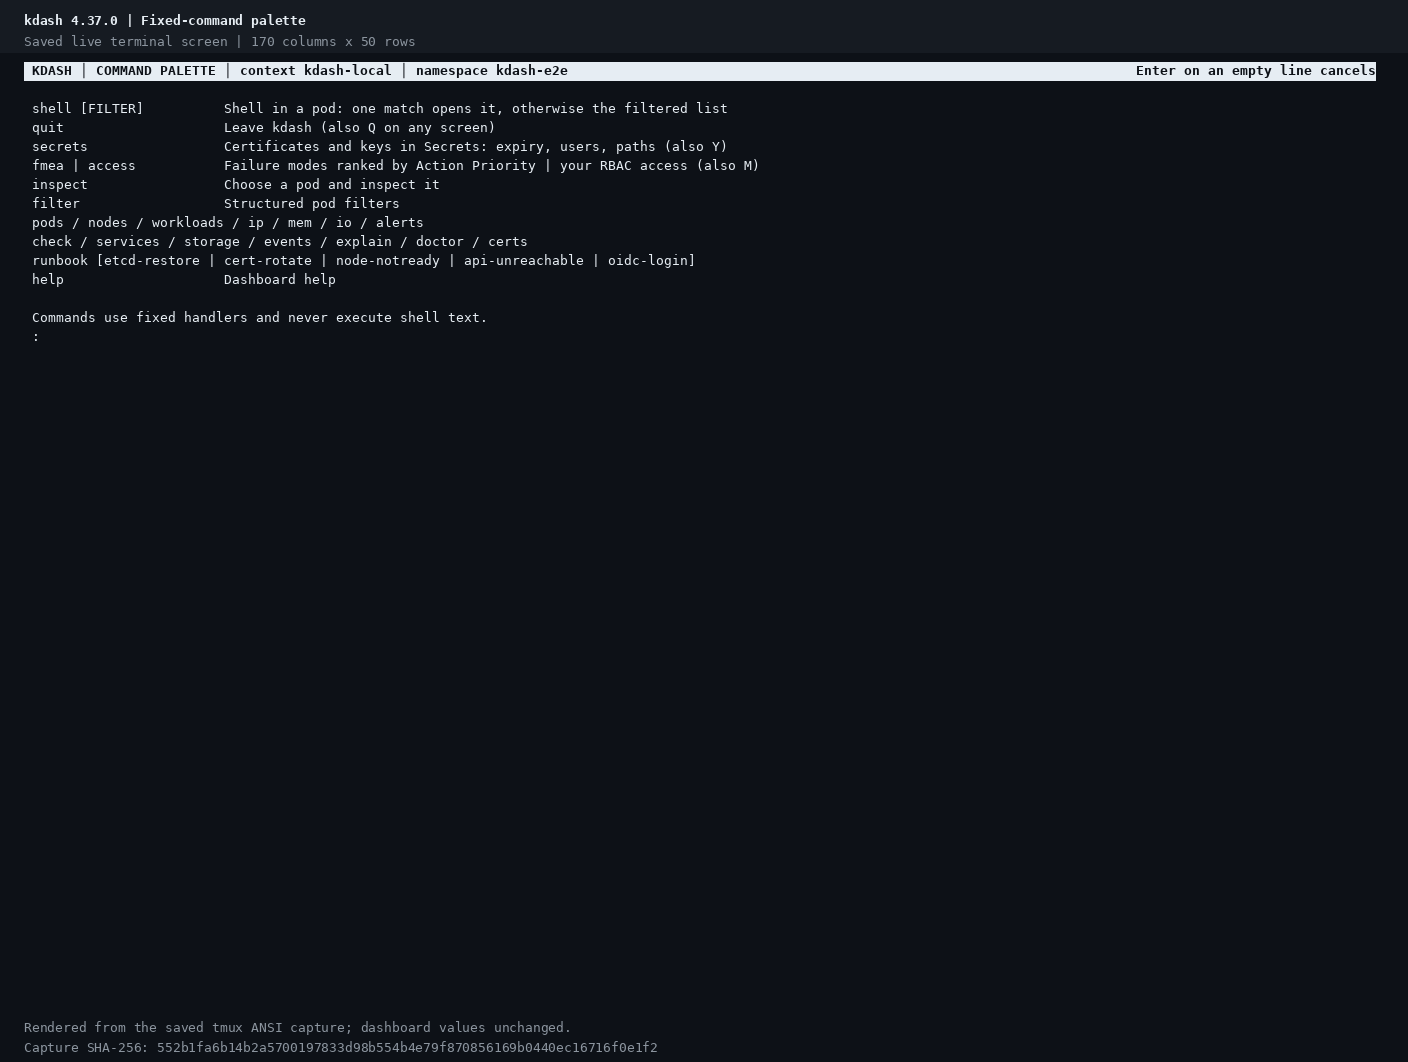 kdash 4.37.0 | Fixed-command palette
Saved live terminal screen | 170 columns x 50 rows
KDASH │ COMMAND PALETTE │ context kdash-local │ namespace kdash-e2e Enter on an empty line cancels
shell [FILTER] Shell in a pod: one match opens it, otherwise the filtered list
quit Leave kdash (also Q on any screen)
secrets Certificates and keys in Secrets: expiry, users, paths (also Y)
fmea | access Failure modes ranked by Action Priority | your RBAC access (also M)
inspect Choose a pod and inspect it
filter Structured pod filters
pods / nodes / workloads / ip / mem / io / alerts
check / services / storage / events / explain / doctor / certs
runbook [etcd-restore | cert-rotate | node-notready | api-unreachable | oidc-login]
help Dashboard help
Commands use fixed handlers and never execute shell text.
:
Rendered from the saved tmux ANSI capture; dashboard values unchanged.
Capture SHA-256: 552b1fa6b14b2a5700197833d98b554b4e79f870856169b0440ec16716f0e1f2